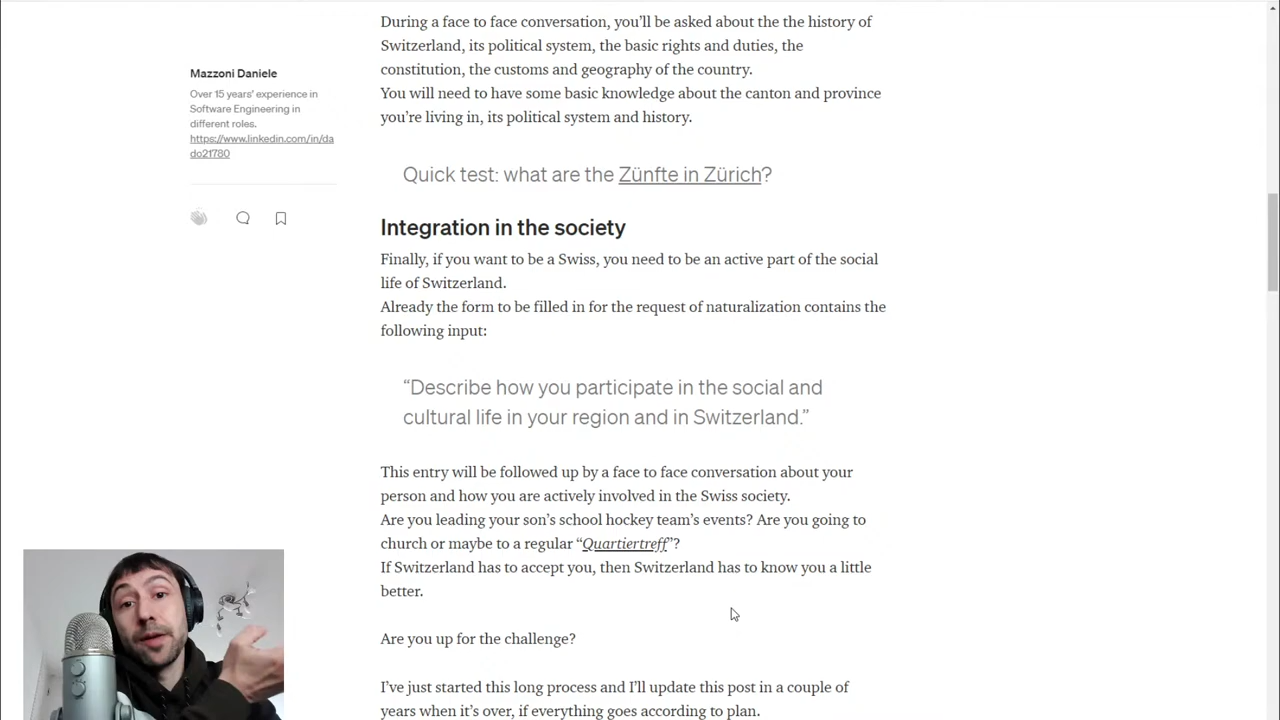 During a face to face conversation, you'll be asked about the the history of
Switzerland, its political system, the basic rights and duties, the
constitution, the customs and geography of the country.
You will need to have some basic knowledge about the canton and province
you're living in, its political system and history.
Mazzoni Daniele
Over 15 years' experience in
Software Engineering in
different roles.
https://www.linkedin.com/in/da
do21780
Quick test: what are the Zünfte in Zürich?
Integration in the society
Finally, if you want to be a Swiss, you need to be an active part of the social
life of Switzerland.
Already the form to be filled in for the request of naturalization contains the
following input:
“Describe how you participate in the social and
cultural life in your region and in Switzerland.”
This entry will be followed up by a face to face conversation about your
person and how you are actively involved in the Swiss society.
Are you leading your son's school hockey team's events? Are you going to
church or maybe to a regular “Quartiertreff”?
If Switzerland has to accept you, then Switzerland has to know you a little
better.
Are you up for the challenge?
I've just started this long process and I'll update this post in a couple of
years when it's over, if everything goes according to plan.